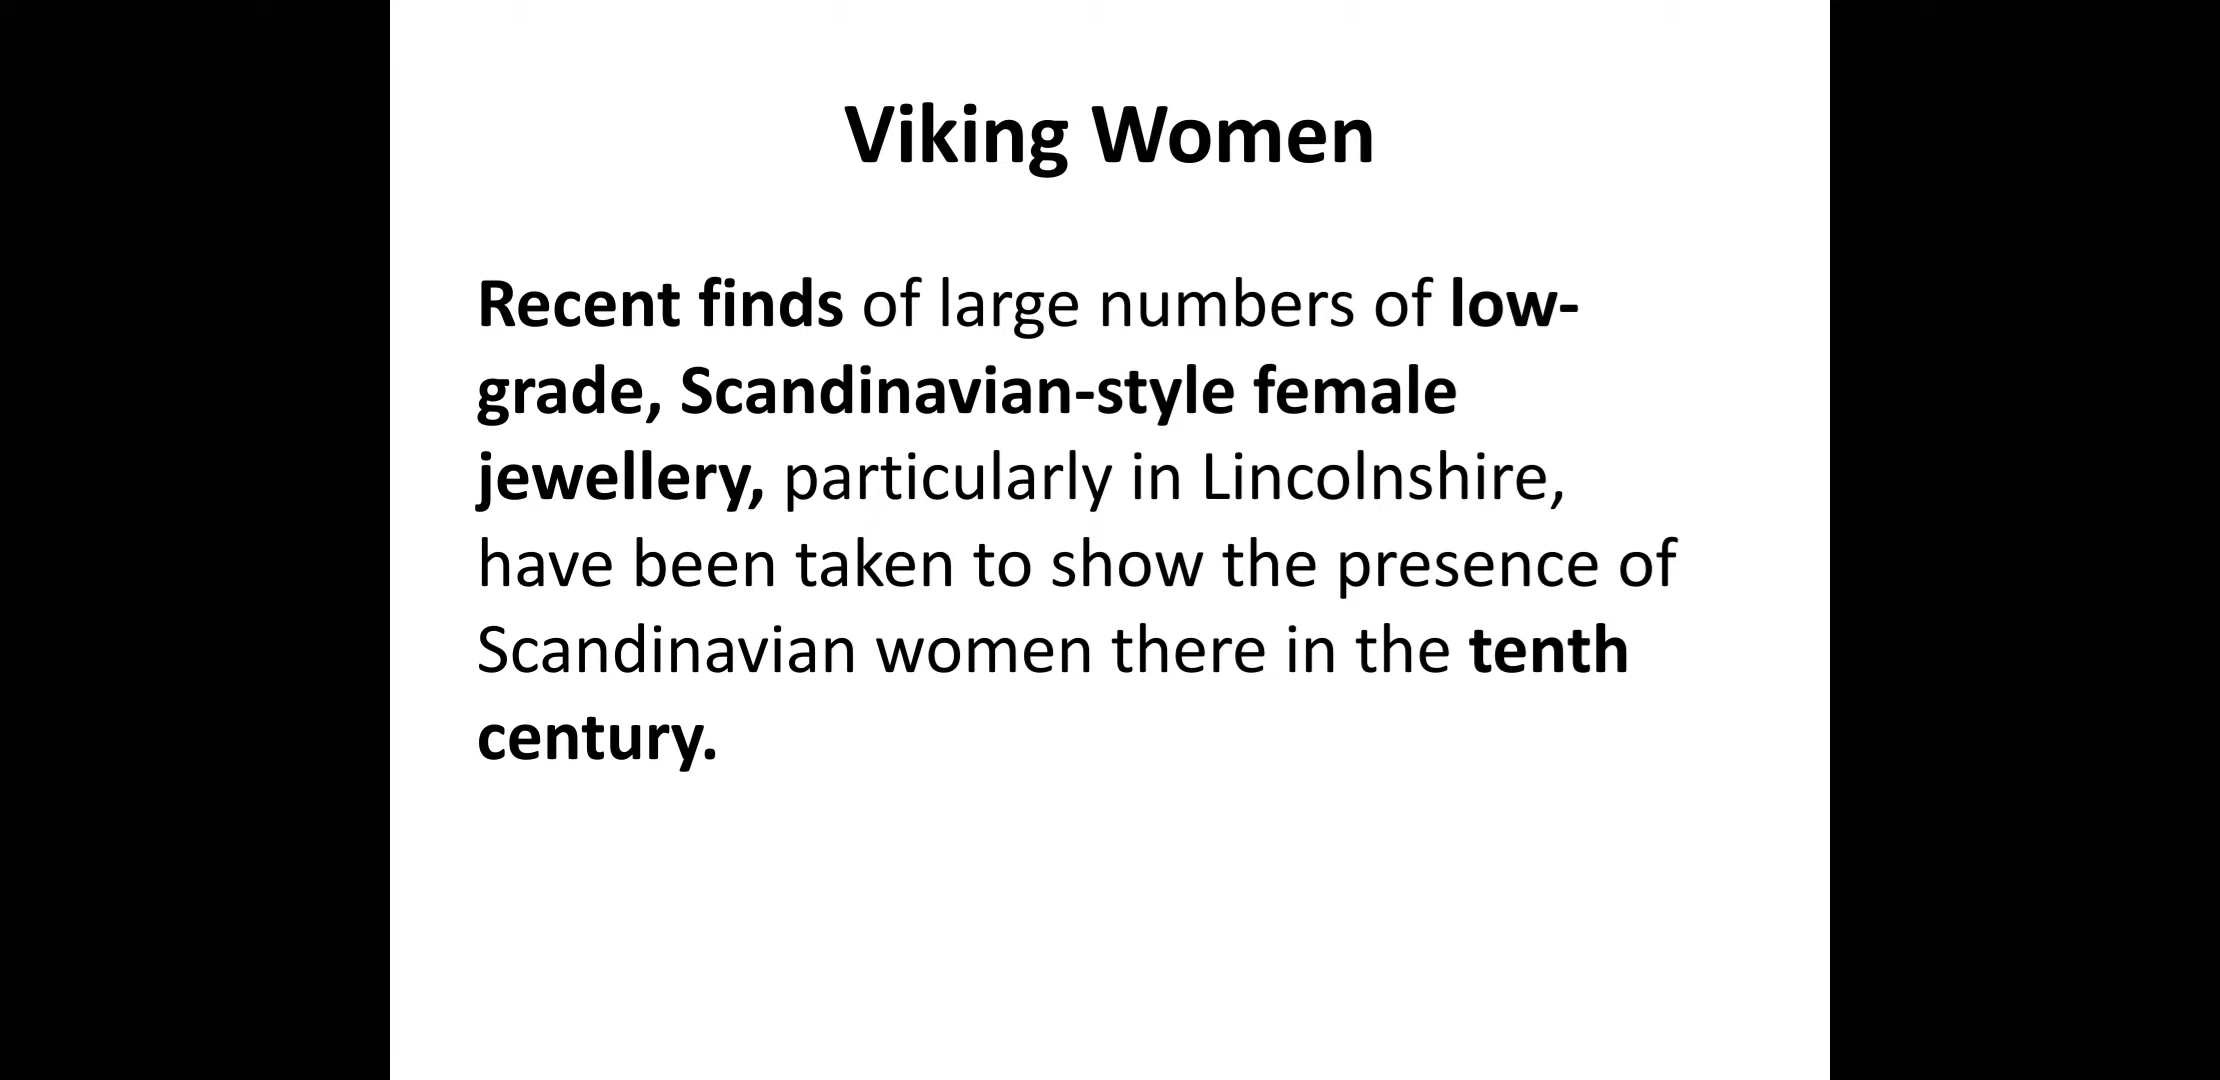 Viking Women
Recent finds of large numbers of low-
grade, Scandinavian-style female
jewellery, particularly in Lincolnshire,
have been taken to show the presence of
Scandinavian women there in the tenth
century.